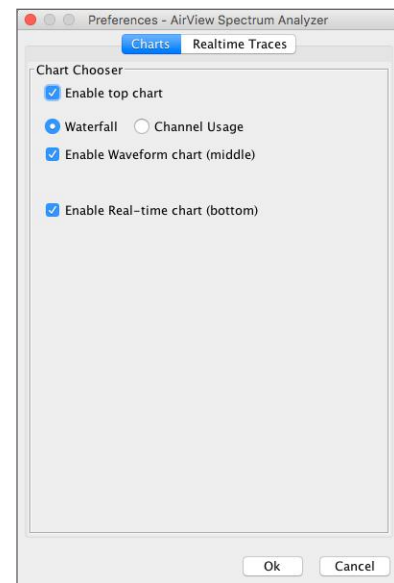 Preferences - AirView Spectrum Analyzer
Charts Realtime Traces
Chart Chooser
Enable top chart
Waterfall Channel Usage
Enable Waveform chart (middle)
Enable Real-time chart (bottom)
Ok Cancel